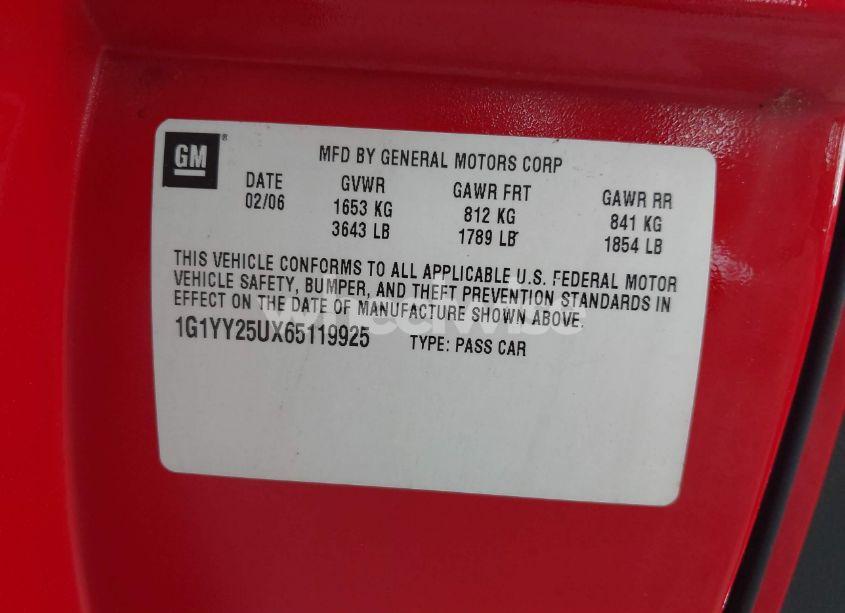 GM
MFD BY GENERAL MOTORS CORP
DATE GVWR GAWR FRT GAWR RR
02/06 1653 KG 812 KG 841 KG
3643 LB 1789 LB 1854 LB
THIS VEHICLE CONFORMS TO ALL APPLICABLE U.S. FEDERAL MOTOR
VEHICLE SAFETY, BUMPER, AND THEFT PREVENTION STANDARDS IN
EFFECT ON THE DATE OF MANUFACTURE SHOWN ABOVE.
1G1YY25UX65119925 TYPE: PASS CAR